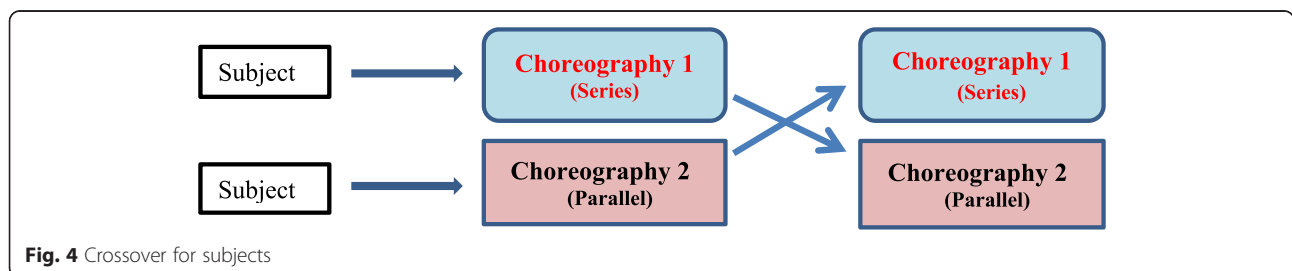 Subject
Choreography 1
(Series)
Choreography 1
(Series)
Subject
Choreography 2
(Parallel)
Choreography 2
(Parallel)
Fig. 4 Crossover for subjects